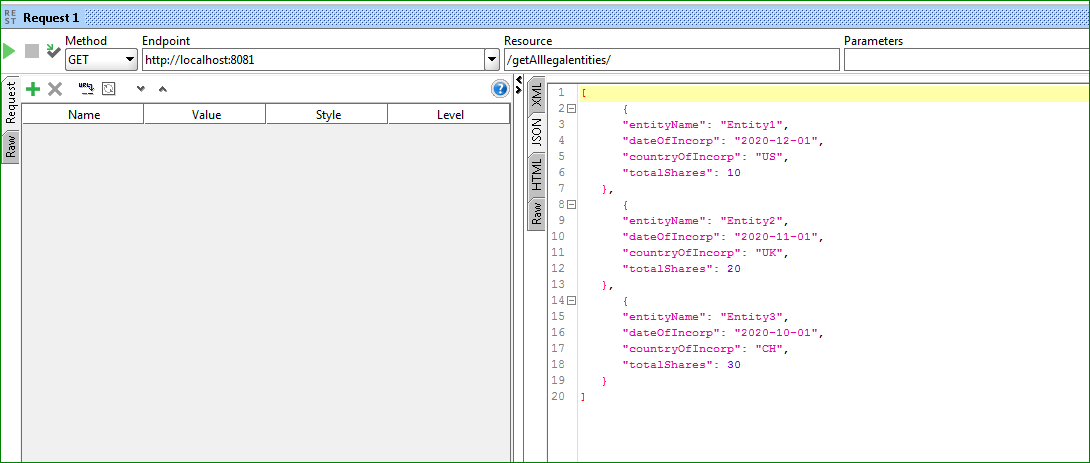 RE
ST
Request 1
Method
Endpoint
Resource
Parameters
GET
http://localhost:8081
/getAlllegalentities/
Request
Raw
?
Name Value Style Level
XML
JSON
HTML
Raw
1 [
2 {
3 "entityName": "Entity1",
4 "dateOfIncorp": "2020-12-01",
5 "countryOfIncorp": "US",
6 "totalShares": 10
7 },
8 {
9 "entityName": "Entity2",
10 "dateOfIncorp": "2020-11-01",
11 "countryOfIncorp": "UK",
12 "totalShares": 20
13 },
14 {
15 "entityName": "Entity3",
16 "dateOfIncorp": "2020-10-01",
17 "countryOfIncorp": "CH",
18 "totalShares": 30
19 }
20 ]